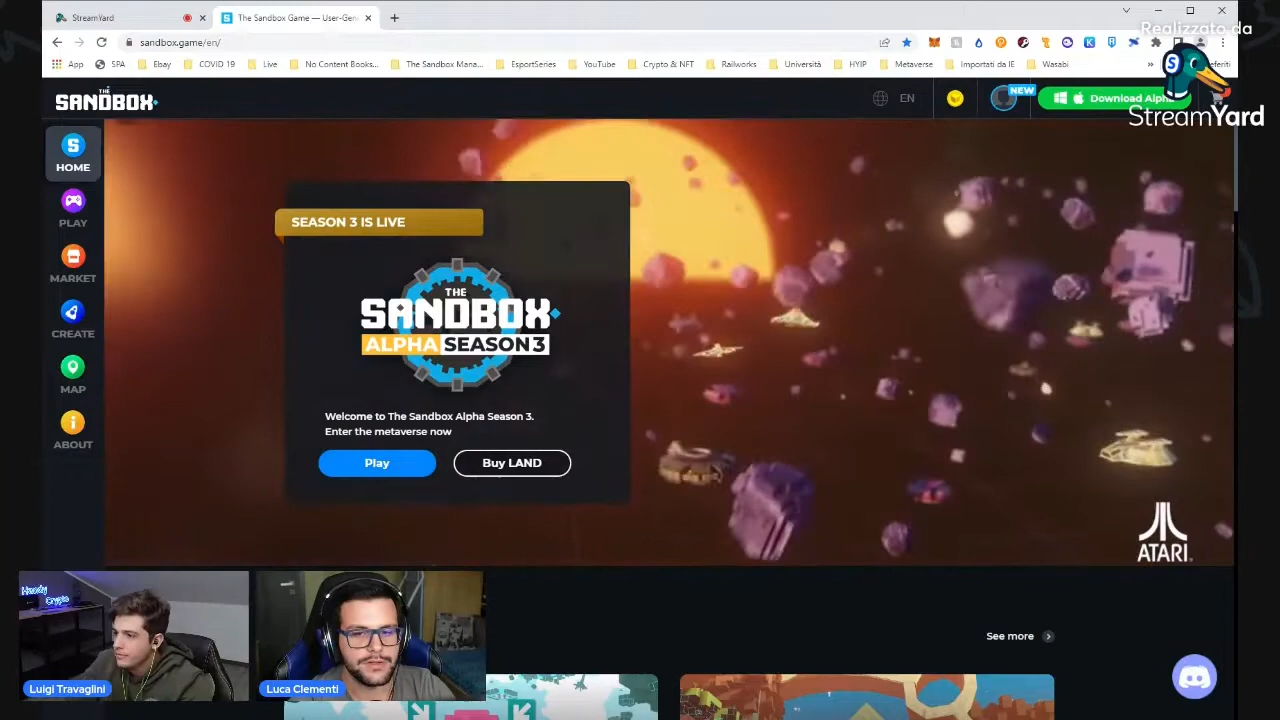 StreamYard
The Sandbox Game — User-Gen
Realizzato da
sandbox.game/en/
App
SPA
Ebay
COVID 19
Live
No Content Book...
The Sandbox Mana...
EsportSeries
YouTube
Crypto & NFT
Railworks
Università
HYIP
Metaverse
Importati da IE
Wasabi
»
eferiti
StreamYard
THE
SANDBOX
EN
NEW
Download Alpha
S
HOME
PLAY
MARKET
CREATE
MAP
ABOUT
SEASON 3 IS LIVE
THE
SANDBOX
ALPHA SEASON 3
Welcome to The Sandbox Alpha Season 3.
Enter the metaverse now
Play
Buy LAND
ATARI
See more
Crypto
Luigi Travaglini
Luca Clementi